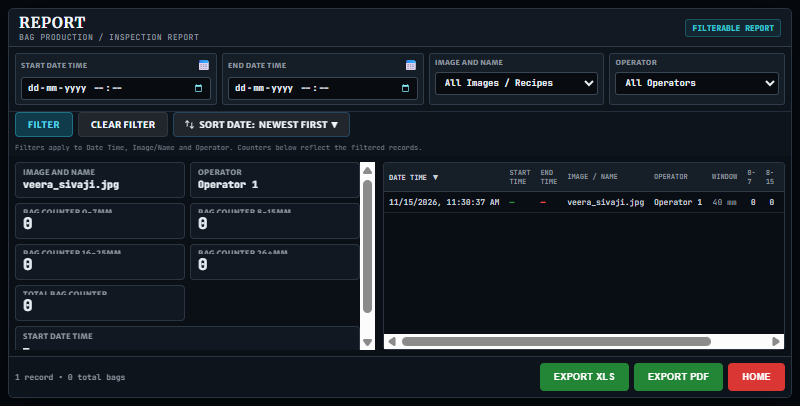 REPORT
BAG PRODUCTION / INSPECTION REPORT
FILTERABLE REPORT
START DATE TIME
dd-mm-yyyy --:--
END DATE TIME
dd-mm-yyyy --:--
IMAGE AND NAME
All Images / Recipes
OPERATOR
All Operators
FILTER
CLEAR FILTER
↑↓ SORT DATE: NEWEST FIRST ▼
Filters apply to Date Time, Image/Name and Operator. Counters below reflect the filtered records.
IMAGE AND NAME
veera_sivaji.jpg
OPERATOR
Operator 1
BAG COUNTER 0-7MM
0
BAG COUNTER 8-15MM
0
BAG COUNTER 16-25MM
0
BAG COUNTER 26+MM
0
TOTAL BAG COUNTER
0
START DATE TIME
—
DATE TIME ▼ START TIME END TIME IMAGE / NAME OPERATOR WINDOW 0-7 8-15
11/15/2026, 11:30:37 AM — — veera_sivaji.jpg Operator 1 40 mm 0 0
1 record • 0 total bags
EXPORT XLS
EXPORT PDF
HOME